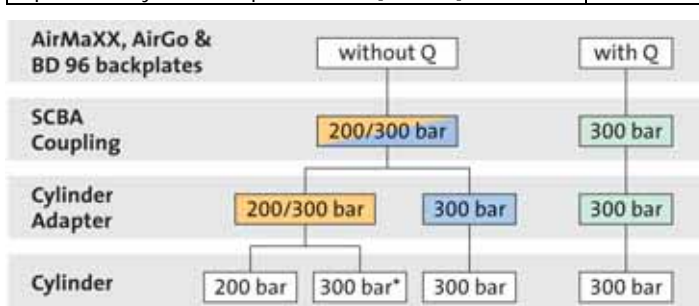 AirMaXX, AirGo &
BD 96 backplates
without Q
with Q
SCBA
Coupling
200/300 bar
300 bar
Cylinder
Adapter
200/300 bar
300 bar
300 bar
Cylinder
200 bar
300 bar*
300 bar
300 bar